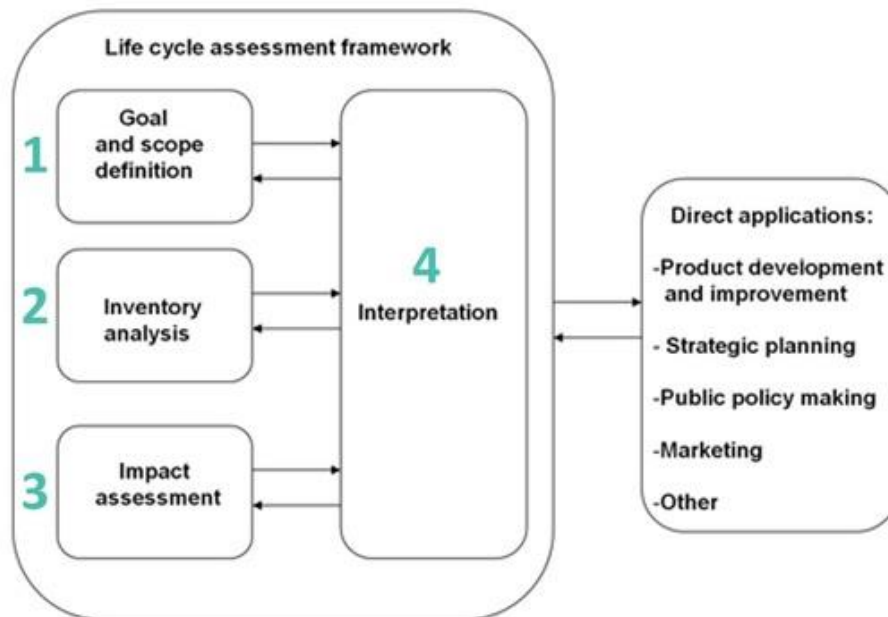 Life cycle assessment framework
1
Goal
and scope
definition
2
Inventory
analysis
3
Impact
assessment
4
Interpretation
Direct applications:
-Product development
and improvement
- Strategic planning
-Public policy making
-Marketing
-Other